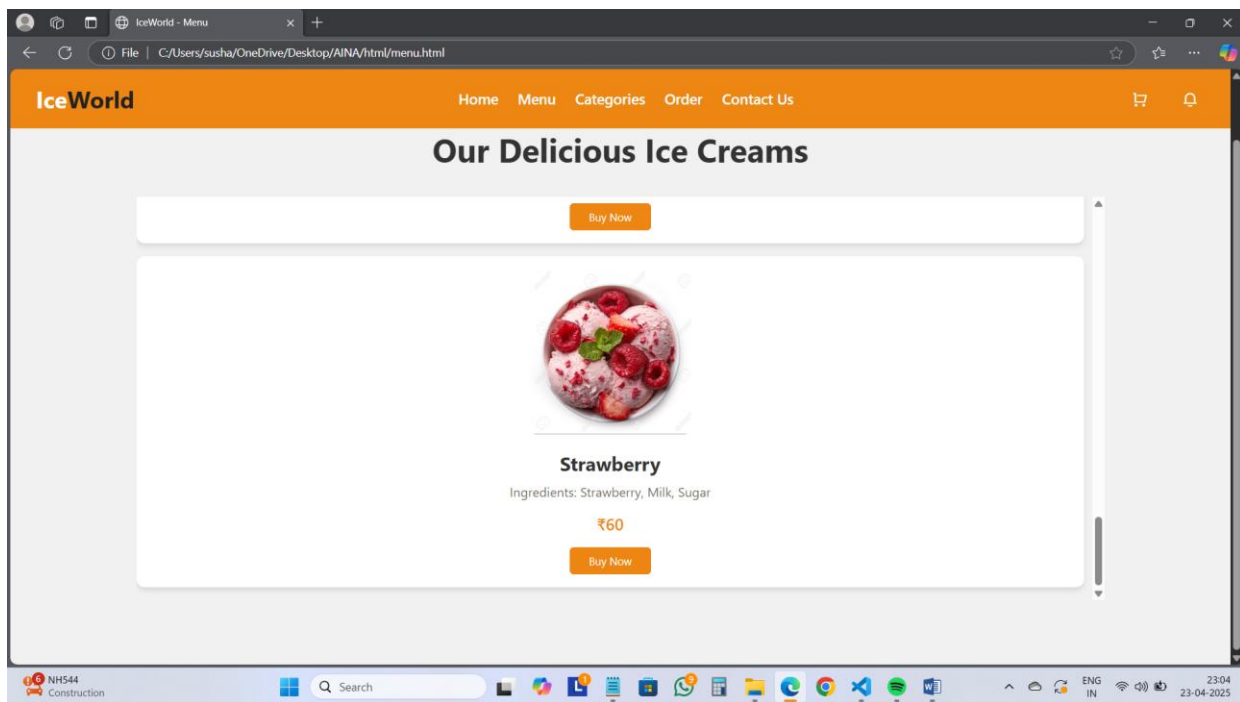 IceWorld - Menu
File | C:/Users/susha/OneDrive/Desktop/AINA/html/menu.html
IceWorld
Home Menu Categories Order Contact Us
Our Delicious Ice Creams
Buy Now
Strawberry
Ingredients: Strawberry, Milk, Sugar
₹60
Buy Now
6 NH544
Construction
Search
ENG
IN
23:04
23-04-2025